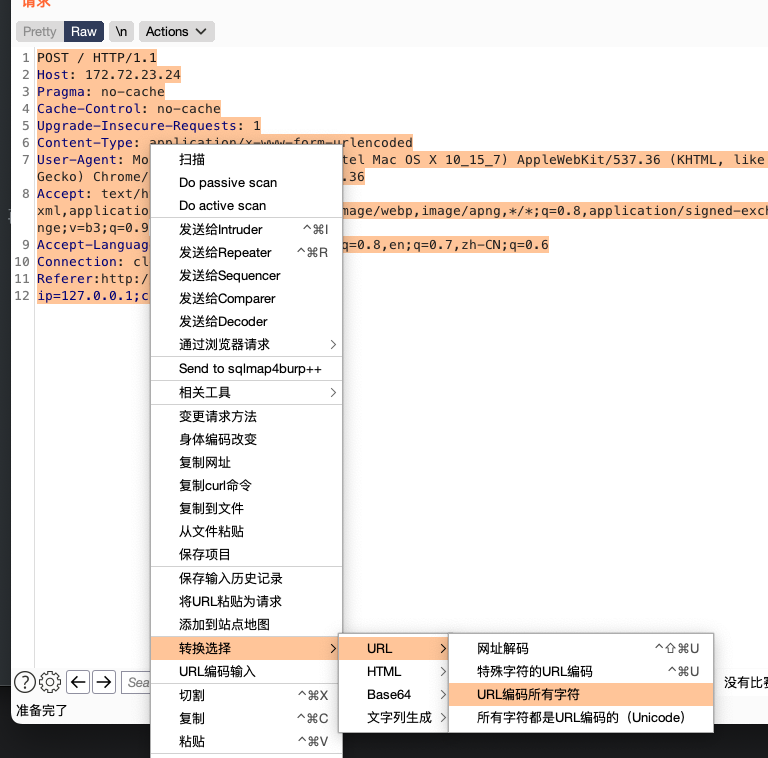 请求
Pretty Raw \n Actions
1 POST / HTTP/1.1
2 Host: 172.72.23.24
3 Pragma: no-cache
4 Cache-Control: no-cache
5 Upgrade-Insecure-Requests: 1
6 Content-Type: application/x-www-form-urlencoded
7 User-Agent: Mo tel Mac OS X 10_15_7) AppleWebKit/537.36 (KHTML, like
Gecko) Chrome/ .36
8 Accept: text/h
xml,applicatio mage/webp,image/apng,*/*;q=0.8,application/signed-exch
nge;v=b3;q=0.9
9 Accept-Languag q=0.8,en;q=0.7,zh-CN;q=0.6
10 Connection: cl
11 Referer:http:/
12 ip=127.0.0.1;c
扫描
Do passive scan
Do active scan
发送给Intruder ^⌘I
发送给Repeater ^⌘R
发送给Sequencer
发送给Comparer
发送给Decoder
通过浏览器请求 >
Send to sqlmap4burp++
相关工具 >
变更请求方法
身体编码改变
复制网址
复制curl命令
复制到文件
从文件粘贴
保存项目
保存输入历史记录
将URL粘贴为请求
添加到站点地图
转换选择 >
URL编码输入
切割 ^⌘X
复制 ^⌘C
粘贴 ^⌘V
URL >
HTML >
Base64 >
文字列生成 >
网址解码 ^⇧⌘U
特殊字符的URL编码 ^⌘U
URL编码所有字符
所有字符都是URL编码的（Unicode）
? ← → Sea
没有比赛
准备完了